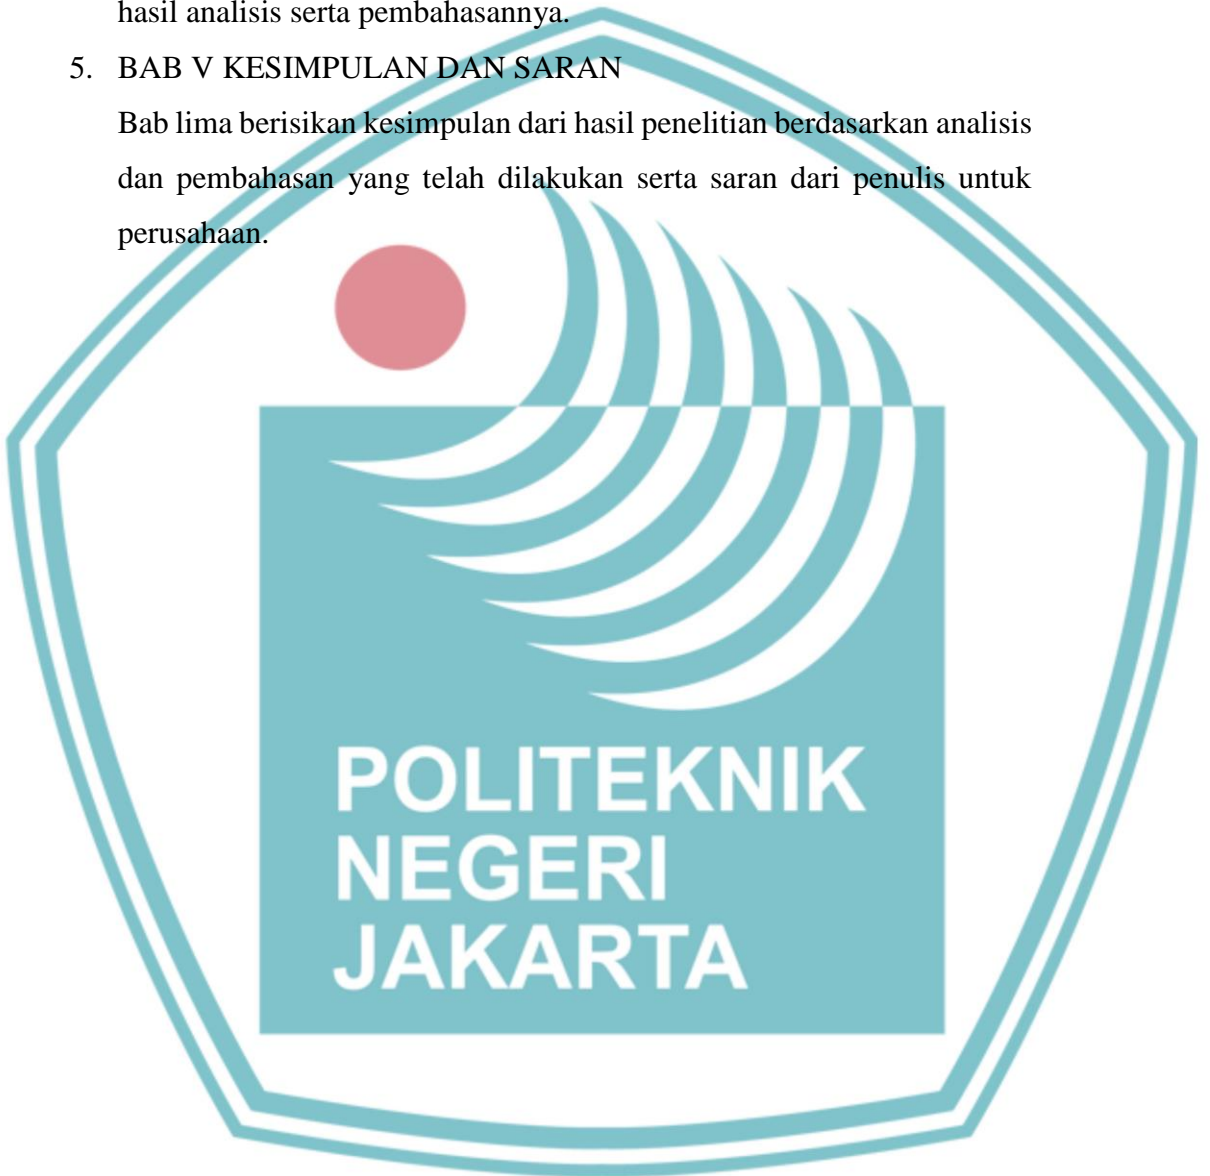 hasil analisis serta pembahasannya.
5. BAB V KESIMPULAN DAN SARAN
Bab lima berisikan kesimpulan dari hasil penelitian berdasarkan analisis
dan pembahasan yang telah dilakukan serta saran dari penulis untuk
perusahaan.
POLITEKNIK
NEGERI
JAKARTA